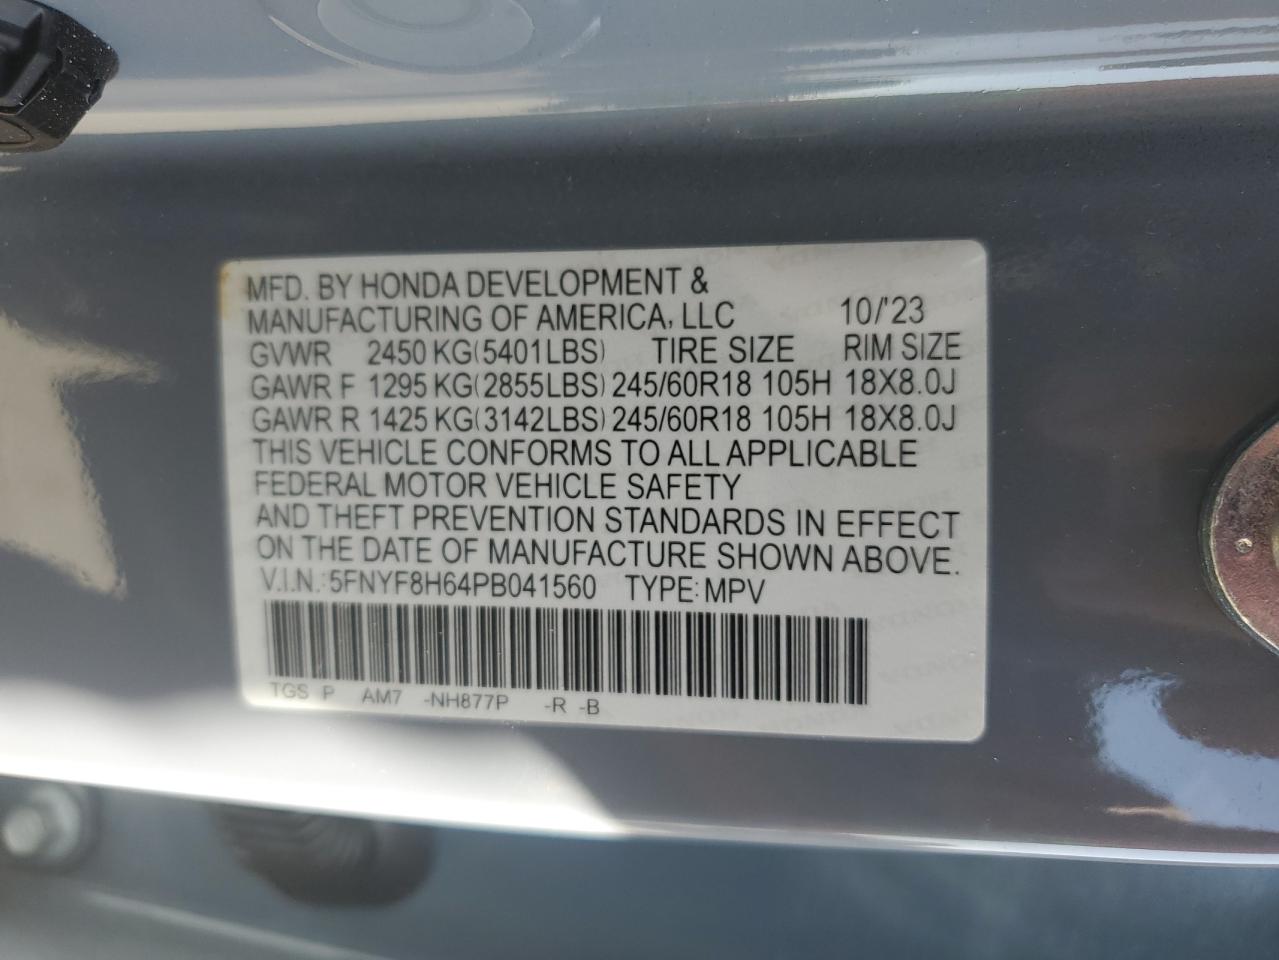 MFD. BY HONDA DEVELOPMENT &
MANUFACTURING OF AMERICA, LLC 10/'23
GVWR 2450 KG(5401LBS) TIRE SIZE RIM SIZE
GAWR F 1295 KG(2855LBS) 245/60R18 105H 18X8.0J
GAWR R 1425 KG(3142LBS) 245/60R18 105H 18X8.0J
THIS VEHICLE CONFORMS TO ALL APPLICABLE
FEDERAL MOTOR VEHICLE SAFETY
AND THEFT PREVENTION STANDARDS IN EFFECT
ON THE DATE OF MANUFACTURE SHOWN ABOVE.
V.I.N.: 5FNYF8H64PB041560 TYPE: MPV
TGS P AM7 -NH877P -R -B